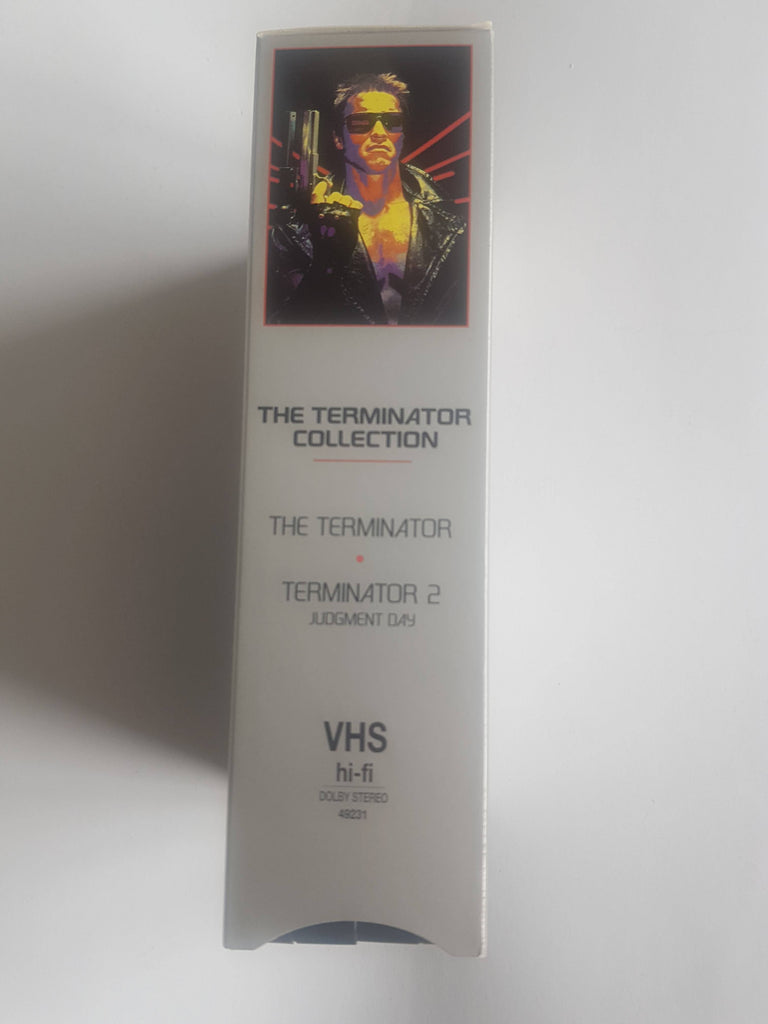 THE TERMINATOR
COLLECTION
THE TERMINATOR
TERMINATOR 2
JUDGMENT DAY
VHS
hi-fi
DOLBY STEREO
49231